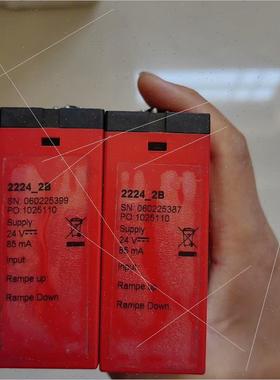 2224_2B
SN: 060225399
PO:1025110
Supply
24 V
85 mA
Input:
Rampe up:
Rampe Down:
2224_2B
SN: 060225387
PO:1025110
Supply
24 V
85 mA
Input:
Rampe up:
Rampe Down: